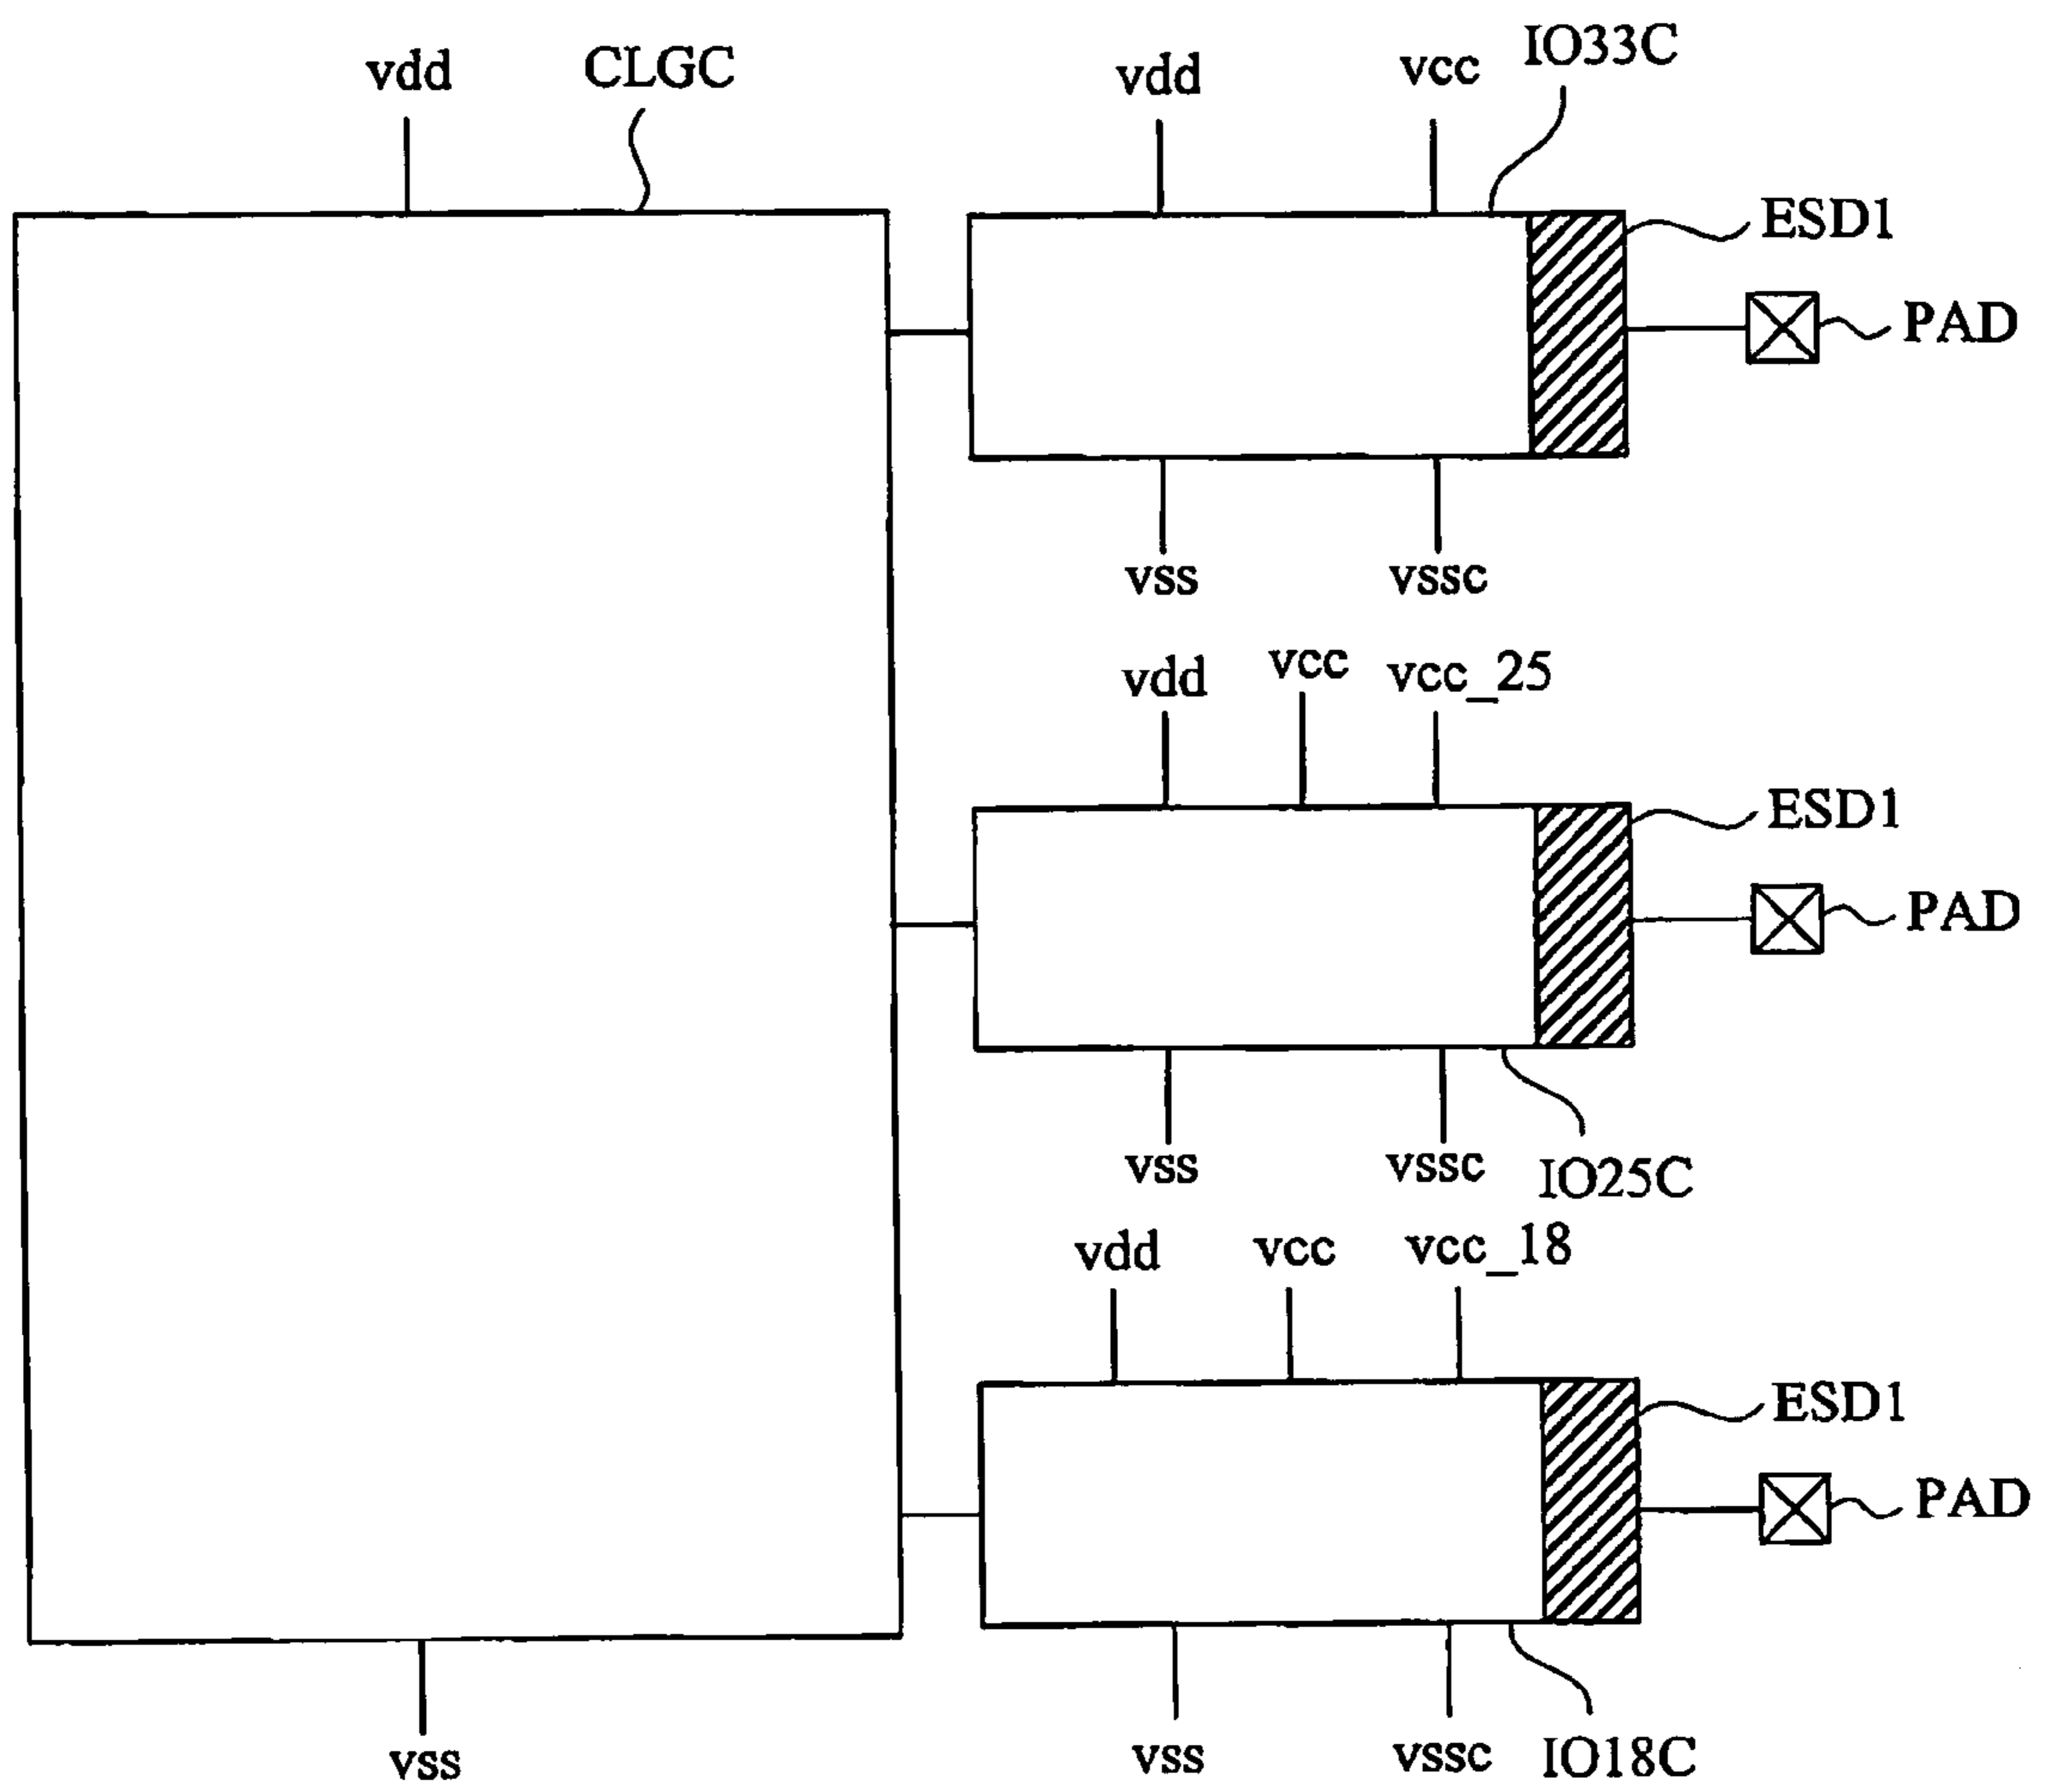 vdd
CLGC
vdd
vcc
IO33C
ESD1
PAD
vss
vssc
vdd
vcc
vcc_25
ESD1
PAD
vss
vssc
IO25C
vdd
vcc
vcc_18
ESD1
PAD
vss
vss
vssc
IO18C